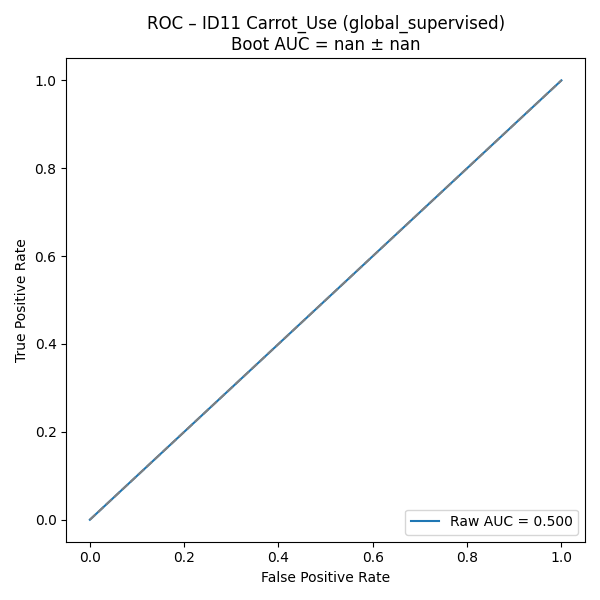 ROC – ID11 Carrot_Use (global_supervised)
Boot AUC = nan ± nan
1.0
0.8
0.6
0.4
0.2
0.0
True Positive Rate
Raw AUC = 0.500
0.0 0.2 0.4 0.6 0.8 1.0
False Positive Rate